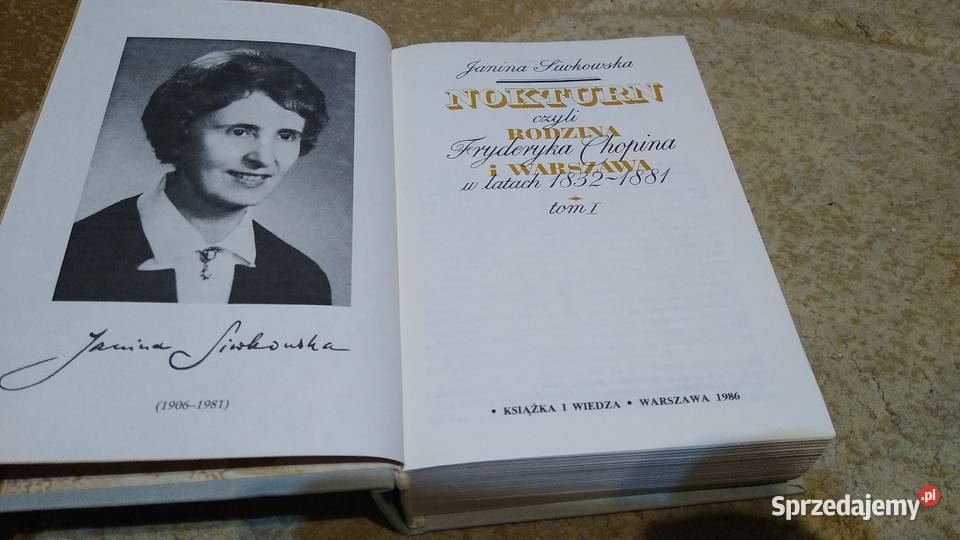 Janina Siwkowska
(1906–1981)
Janina Siwkowska
NOKTURN
czyli
RODZINA
Fryderyka Chopina
i WARSZAWA
w latach 1832~1881
tom I
• KSIĄŻKA I WIEDZA • WARSZAWA 1986
Sprzedajemy.pl